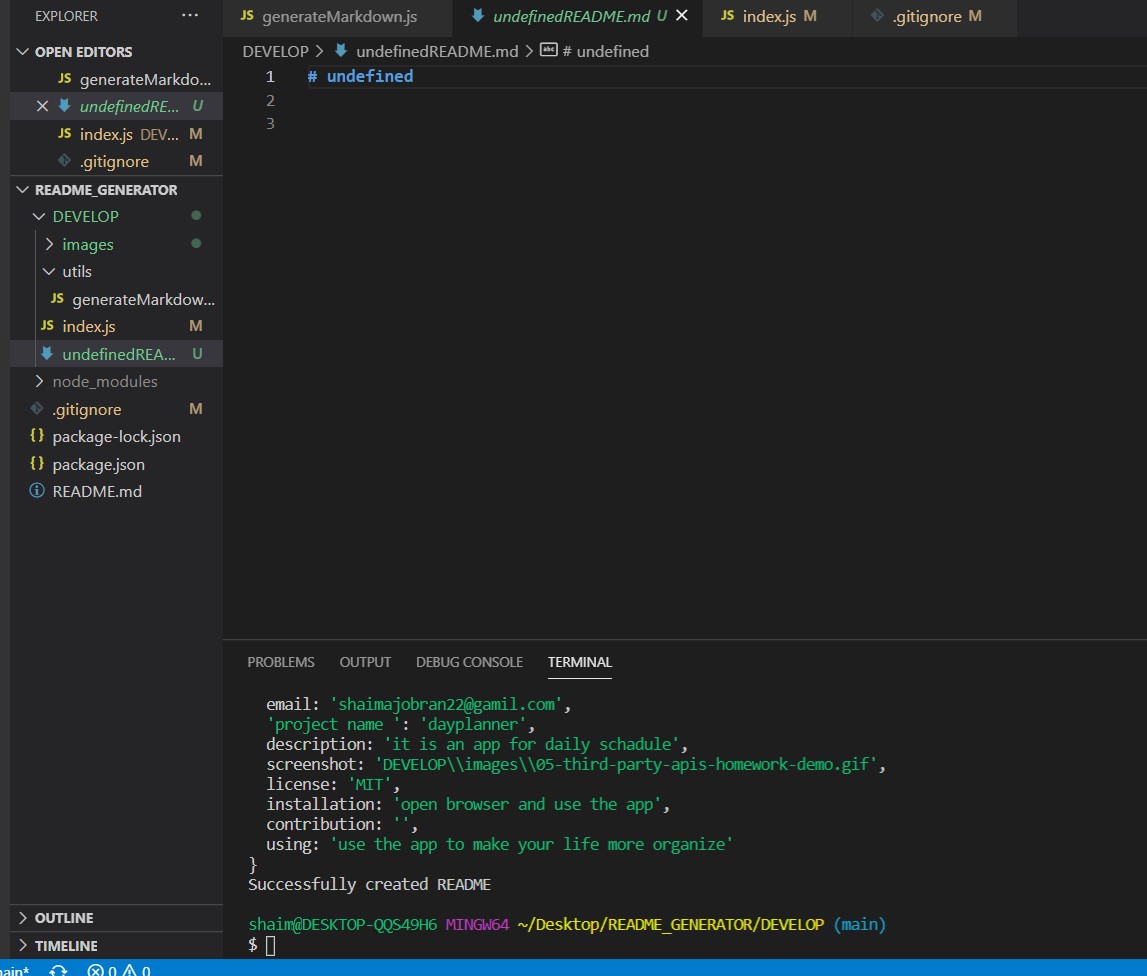 EXPLORER ...
OPEN EDITORS
JS generateMarkdo...
undefinedRE... U
JS index.js DEV... M
.gitignore M
README_GENERATOR
DEVELOP
images
utils
JS generateMarkdow...
JS index.js M
undefinedREA... U
node_modules
.gitignore M
{} package-lock.json
{} package.json
README.md
OUTLINE
TIMELINE
JS generateMarkdown.js undefinedREADME.md U JS index.js M .gitignore M
DEVELOP > undefinedREADME.md > abc # undefined
1 # undefined
2
3
PROBLEMS OUTPUT DEBUG CONSOLE TERMINAL
email: 'shaimajobran22@gamil.com',
'project name ': 'dayplanner',
description: 'it is an app for daily schadule',
screenshot: 'DEVELOP\\images\\05-third-party-apis-homework-demo.gif',
license: 'MIT',
installation: 'open browser and use the app',
contribution: '',
using: 'use the app to make your life more organize'
}
Successfully created README
shaim@DESKTOP-QQS49H6 MINGW64 ~/Desktop/README_GENERATOR/DEVELOP (main)
$
ain* 0 0